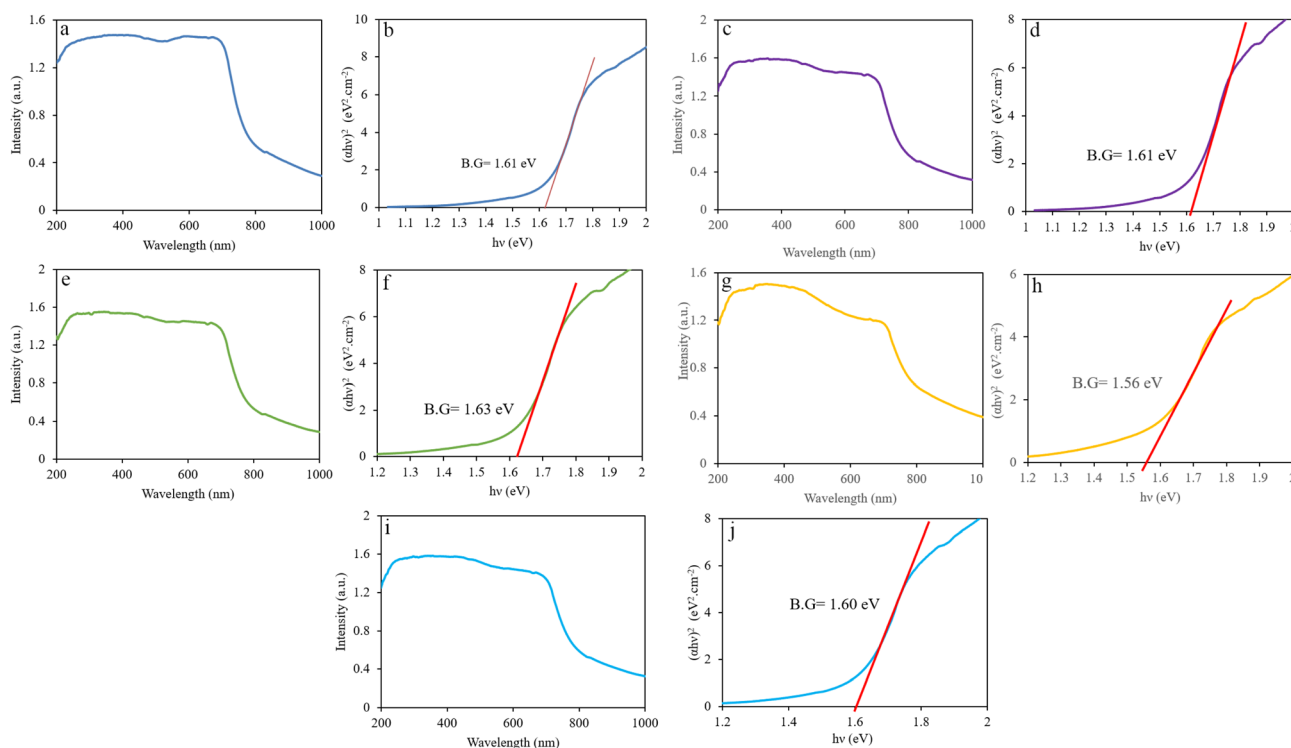 a
Intensity (a.u.)
1.6
1.2
0.8
0.4
0
200 400 600 800 1000
Wavelength (nm)
b
(αhν)² (eV².cm⁻²)
10
8
6
4
2
0
B.G= 1.61 eV
1 1.1 1.2 1.3 1.4 1.5 1.6 1.7 1.8 1.9 2
hν (eV)
c
Intensity (a.u.)
2
1.6
1.2
0.8
0.4
0
200 400 600 800 1000
Wavelength (nm)
d
(αhν)² (eV².cm⁻²)
8
6
4
2
0
B.G= 1.61 eV
1 1.1 1.2 1.3 1.4 1.5 1.6 1.7 1.8 1.9
hν (eV)
e
Intensity (a.u.)
2
1.6
1.2
0.8
0.4
0
200 400 600 800 1000
Wavelength (nm)
f
(αhν)² (eV².cm⁻²)
8
6
4
2
0
B.G= 1.63 eV
1.2 1.3 1.4 1.5 1.6 1.7 1.8 1.9 2
hν (eV)
g
Intensity (a.u.)
1.6
1.2
0.8
0.4
0
200 400 600 800 10
Wavelength (nm)
h
(αhν)² (eV².cm⁻²)
6
4
2
0
B.G= 1.56 eV
1.2 1.3 1.4 1.5 1.6 1.7 1.8 1.9
hν (eV)
i
Intensity (a.u.)
2
1.6
1.2
0.8
0.4
0
200 400 600 800 1000
Wavelength (nm)
j
(αhν)² (eV².cm⁻²)
8
6
4
2
0
B.G= 1.60 eV
1.2 1.4 1.6 1.8 2
hν (eV)